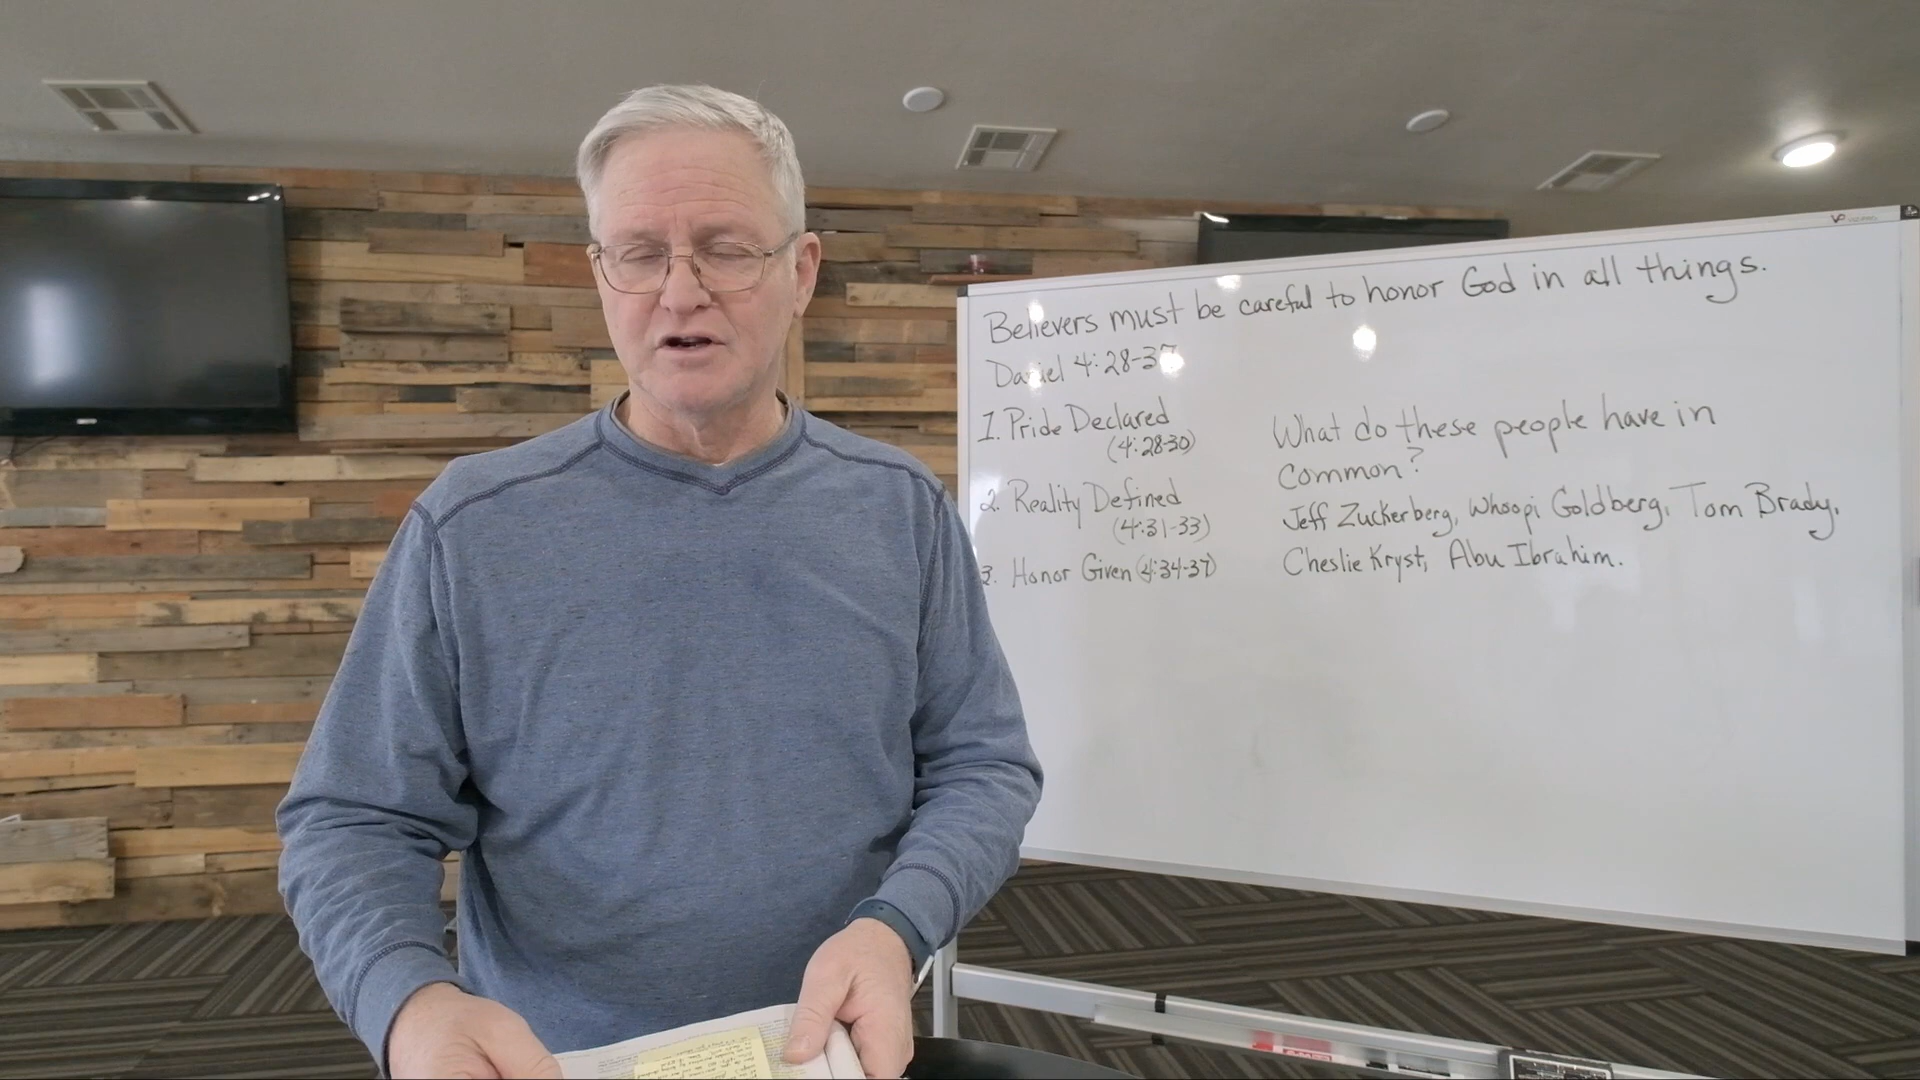 Believers must be careful to honor God in all things.
Daniel 4:28-37
1. Pride Declared
(4:28-30)
2. Reality Defined
(4:31-33)
3. Honor Given (4:34-37)
What do these people have in
common?
Jeff Zuckerberg, Whoopi Goldberg, Tom Brady,
Cheslie Kryst, Abu Ibrahim.